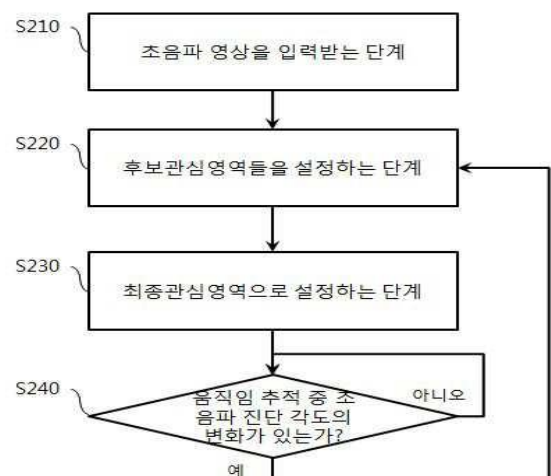 S210
초음파 영상을 입력받는 단계
S220
후보관심영역들을 설정하는 단계
S230
최종관심영역으로 설정하는 단계
S240
움직임 추적 중 초
음파 진단 각도의
변화가 있는가?
아니오
예